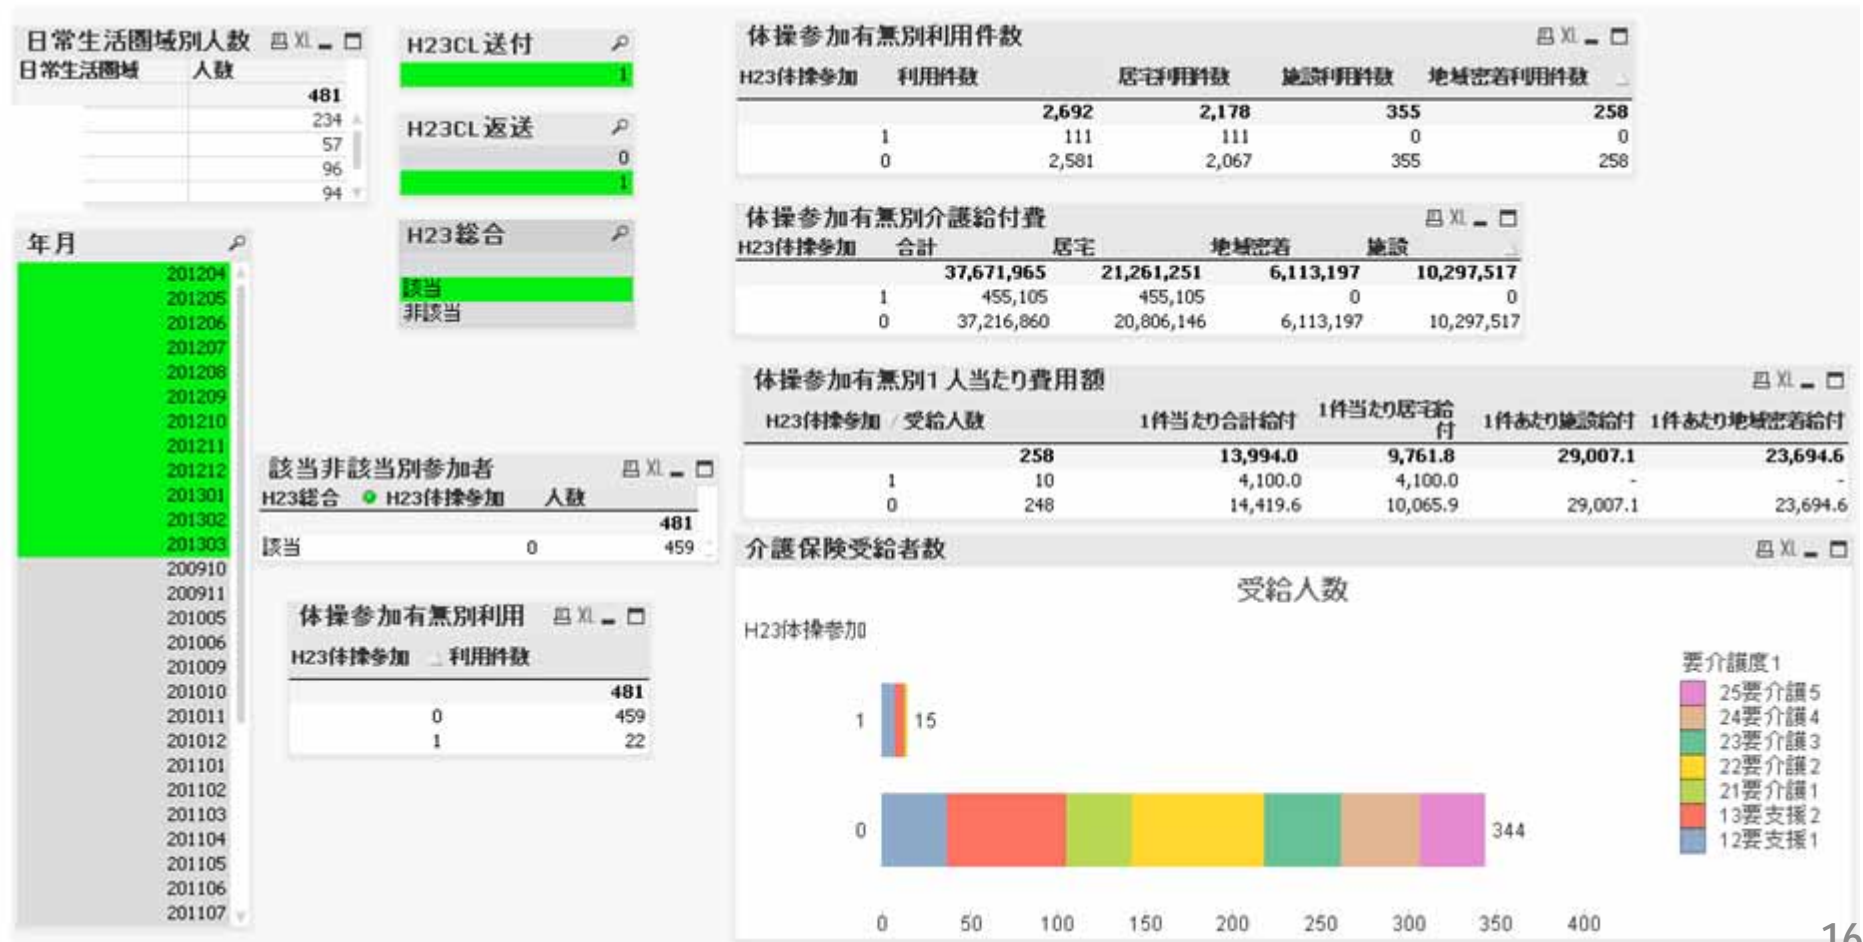 日常生活圏域別人数 XL
日常生活圏域 人数
481
234
57
96
94
年月
201204
201205
201206
201207
201208
201209
201210
201211
201212
201301
201302
201303
200910
200911
201005
201006
201009
201010
201011
201012
201101
201102
201103
201104
201105
201106
201107
H23CL送付
1
H23CL返送
0
1
H23総合
該当
非該当
該当非該当別参加者 XL
H23総合 H23体操参加 人数
481
該当 0 459
体操参加有無別利用 XL
H23体操参加 利用件数
481
0 459
1 22
体操参加有無別利用件数 XL
H23体操参加 利用件数 居宅利用件数 施設利用件数 地域密着利用件数
2,692 2,178 355 258
1 111 111 0 0
0 2,581 2,067 355 258
体操参加有無別介護給付費 XL
H23体操参加 合計 居宅 地域密着 施設
37,671,965 21,261,251 6,113,197 10,297,517
1 455,105 455,105 0 0
0 37,216,860 20,806,146 6,113,197 10,297,517
体操参加有無別1人当たり費用額 XL
H23体操参加 / 受給人数 1件当たり合計給付 1件当たり居宅給付 1件あたり施設給付 1件あたり地域密着給付
258 13,994.0 9,761.8 29,007.1 23,694.6
1 10 4,100.0 4,100.0 - -
0 248 14,419.6 10,065.9 29,007.1 23,694.6
介護保険受給者数 XL
受給人数
H23体操参加
1 15
0 344
0 50 100 150 200 250 300 350 400
要介護度1
25要介護5
24要介護4
23要介護3
22要介護2
21要介護1
13要支援2
12要支援1
16